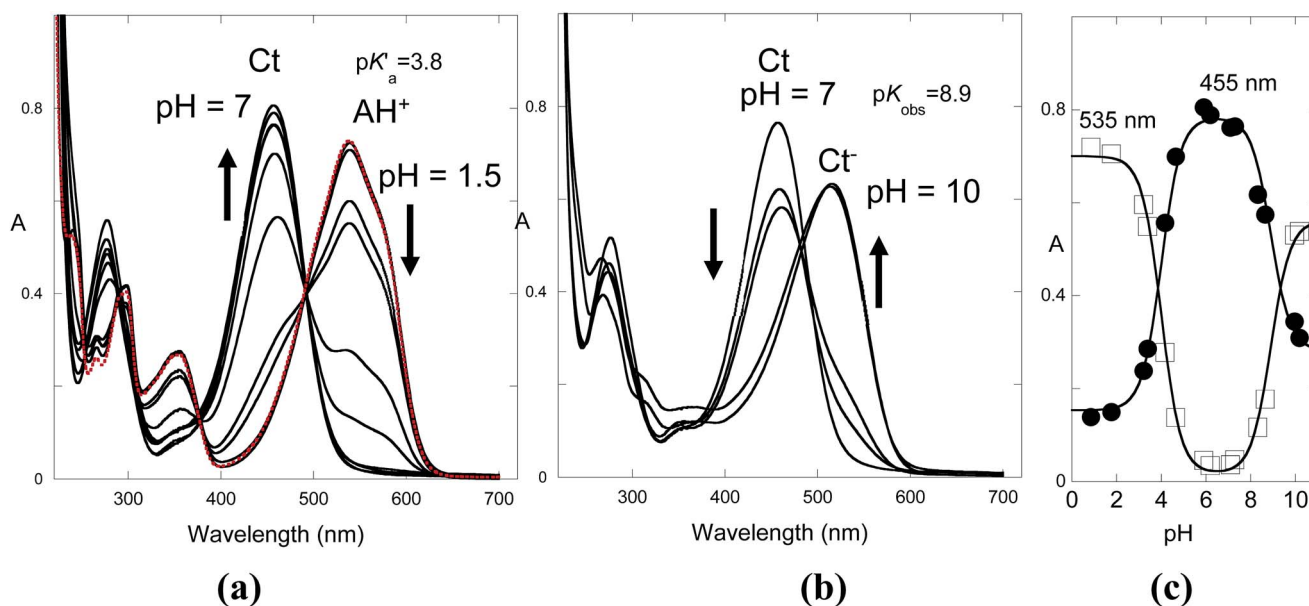 Ct
pK'a=3.8
pH = 7
AH+
pH = 1.5
0.8
A
0.4
0
300
400
500
600
700
Wavelength (nm)
(a)
Ct
pH = 7
pKobs=8.9
Ct-
pH = 10
0.8
A
0.4
0
300
400
500
600
700
Wavelength (nm)
(b)
455 nm
535 nm
0.8
A
0.4
0
0 2 4 6 8 10
pH
(c)